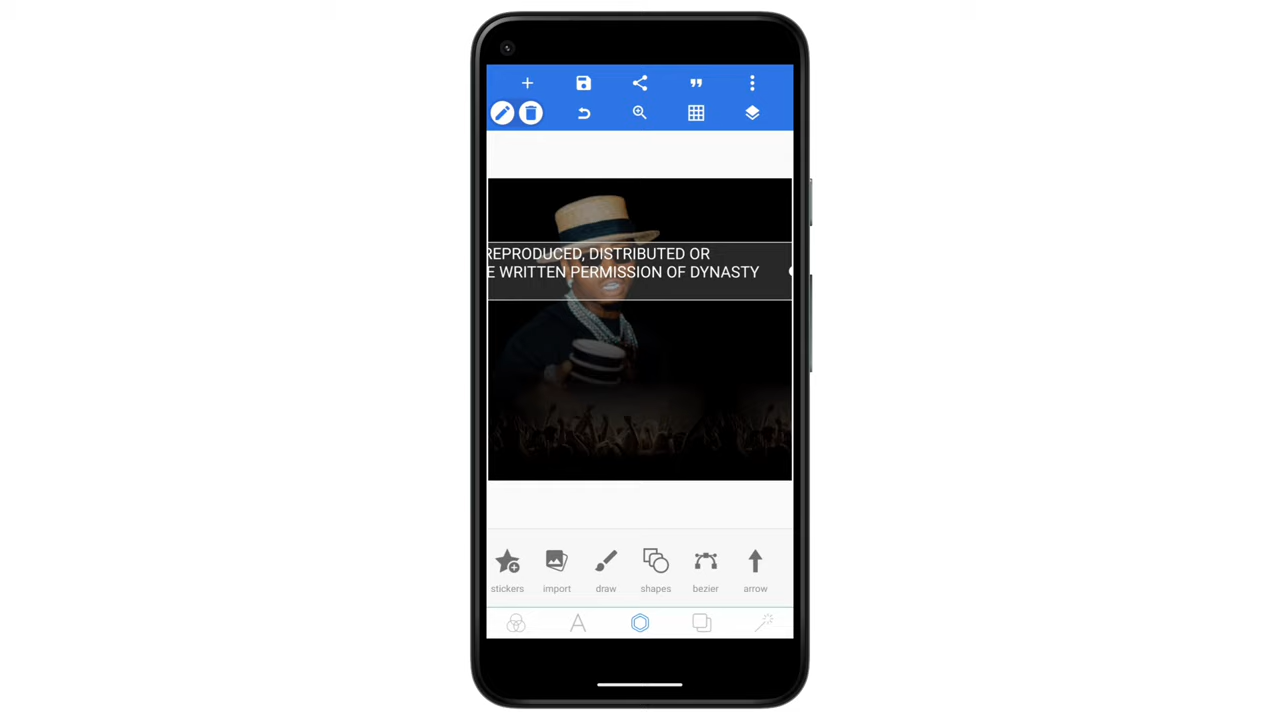 REPRODUCED, DISTRIBUTED OR
E WRITTEN PERMISSION OF DYNASTY
stickers
import
draw
shapes
bezier
arrow